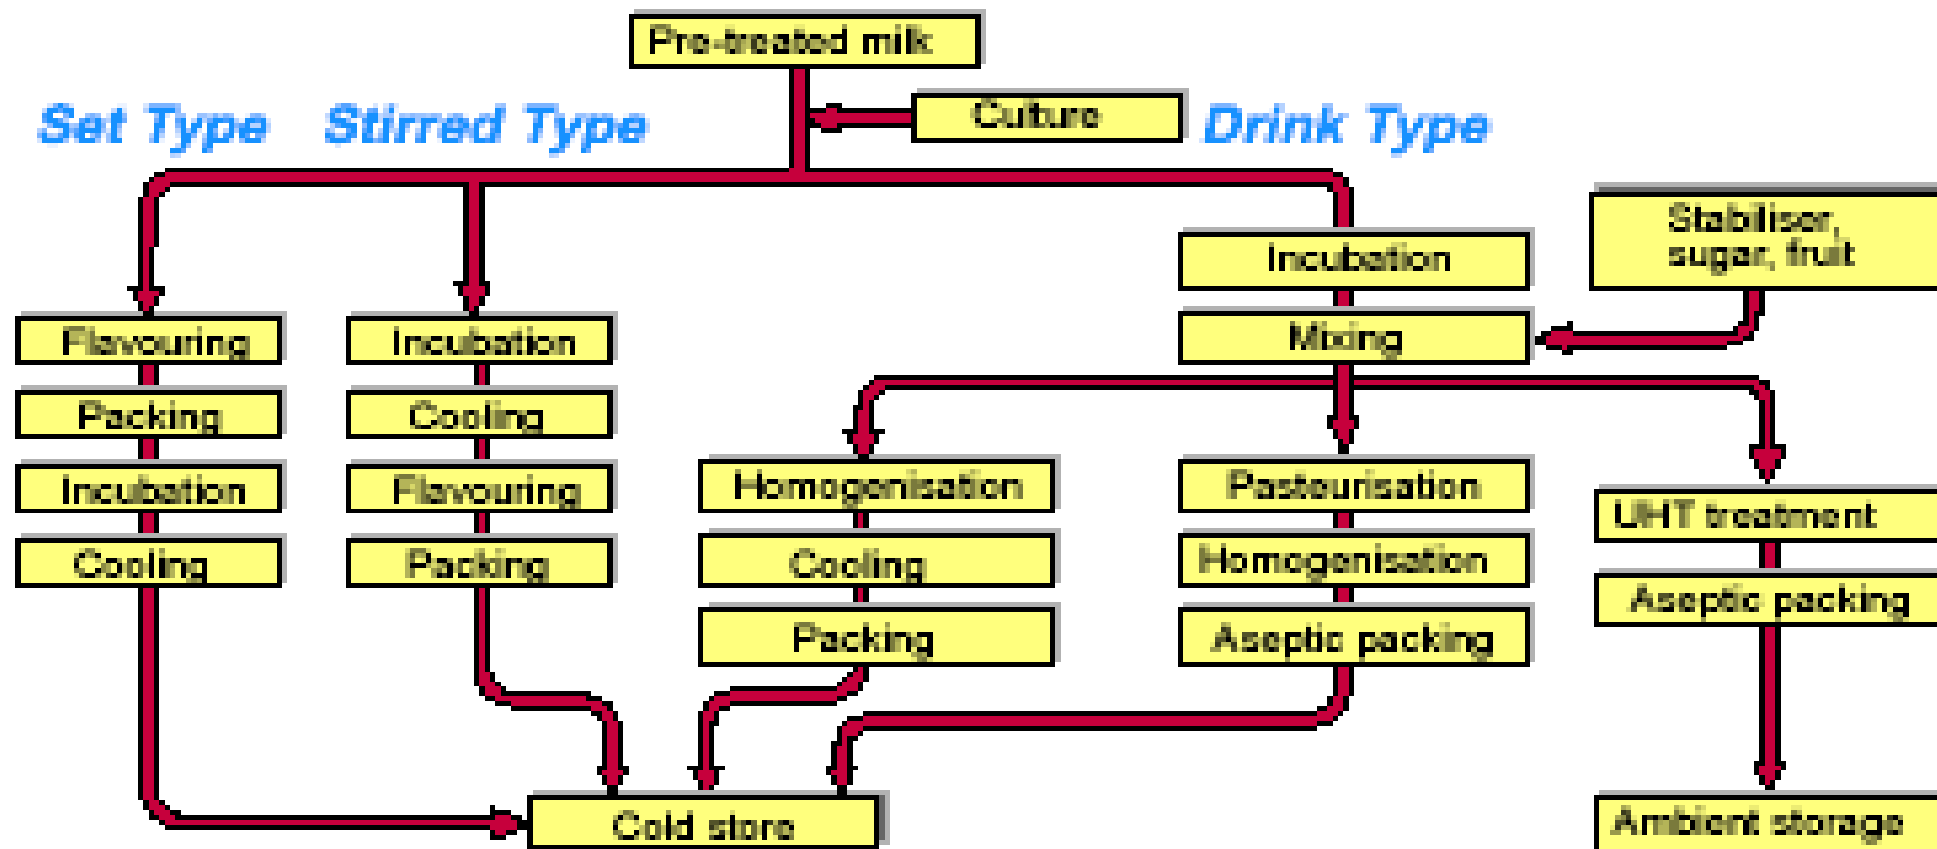 Pre-treated milk
Culture
Set Type
Stirred Type
Drink Type
Stabiliser,
sugar, fruit
Incubation
Mixing
Flavouring
Packing
Incubation
Cooling
Incubation
Cooling
Flavouring
Packing
Homogenisation
Cooling
Packing
Pasteurisation
Homogenisation
Aseptic packing
UHT treatment
Aseptic packing
Cold store
Ambient storage